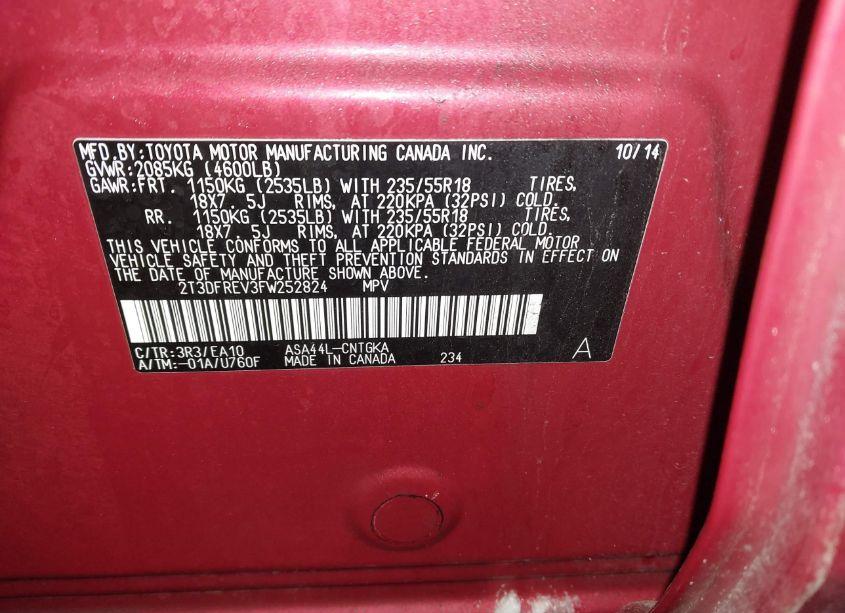 MFD.BY:TOYOTA MOTOR MANUFACTURING CANADA INC. 10/14
GVWR:2085KG (4600LB)
GAWR:FRT. 1150KG (2535LB) WITH 235/55R18 TIRES,
18X7. 5J RIMS, AT 220KPA (32PSI) COLD.
RR. 1150KG (2535LB) WITH 235/55R18 TIRES,
18X7. 5J RIMS, AT 220KPA (32PSI) COLD.
THIS VEHICLE CONFORMS TO ALL APPLICABLE FEDERAL MOTOR
VEHICLE SAFETY AND THEFT PREVENTION STANDARDS IN EFFECT ON
THE DATE OF MANUFACTURE SHOWN ABOVE.
2T3DFREV3FW252824 MPV
C/TR:3R3/EA10 ASA44L-CNTGKA
A/TM:-01A/U760F MADE IN CANADA 234 A